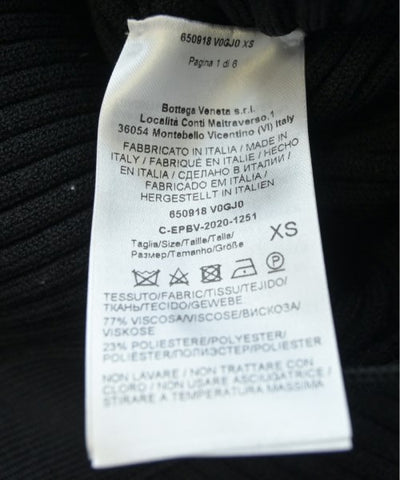 650918 V0GJ0 XS
Pagina 1 di 6
Bottega Veneta s.r.l.
Località Conti Maltraverso,1
36054 Montebello Vicentino (VI) Italy
FABBRICATO IN ITALIA / MADE IN
ITALY / FABRIQUÉ EN ITALIE / HECHO
EN ITALIA / СДЕЛАНО В ИТАЛИИ /
FABRICADO EM ITÁLIA /
HERGESTELLT IN ITALIEN
650918 V0GJ0
C-EPBV-2020-1251
Taglia/Size/Taille/Talla/
Размер/Tamanho/Größe
XS
TESSUTO/FABRIC/TISSU/TEJIDO/
ТКАНЬ/TECIDO/GEWEBE
77% VISCOSA/VISCOSE/ВИСКОЗА/
VISKOSE
23% POLIESTERE/POLYESTER/
POLIÉSTER/ПОЛИЭСТЕР/POLYESTER
NON LAVARE / NON CANDEGGIARE CON
CLORO / NON USARE ASCIUGATRICE /
STIRARE A TEMPERATURA MASSIMA